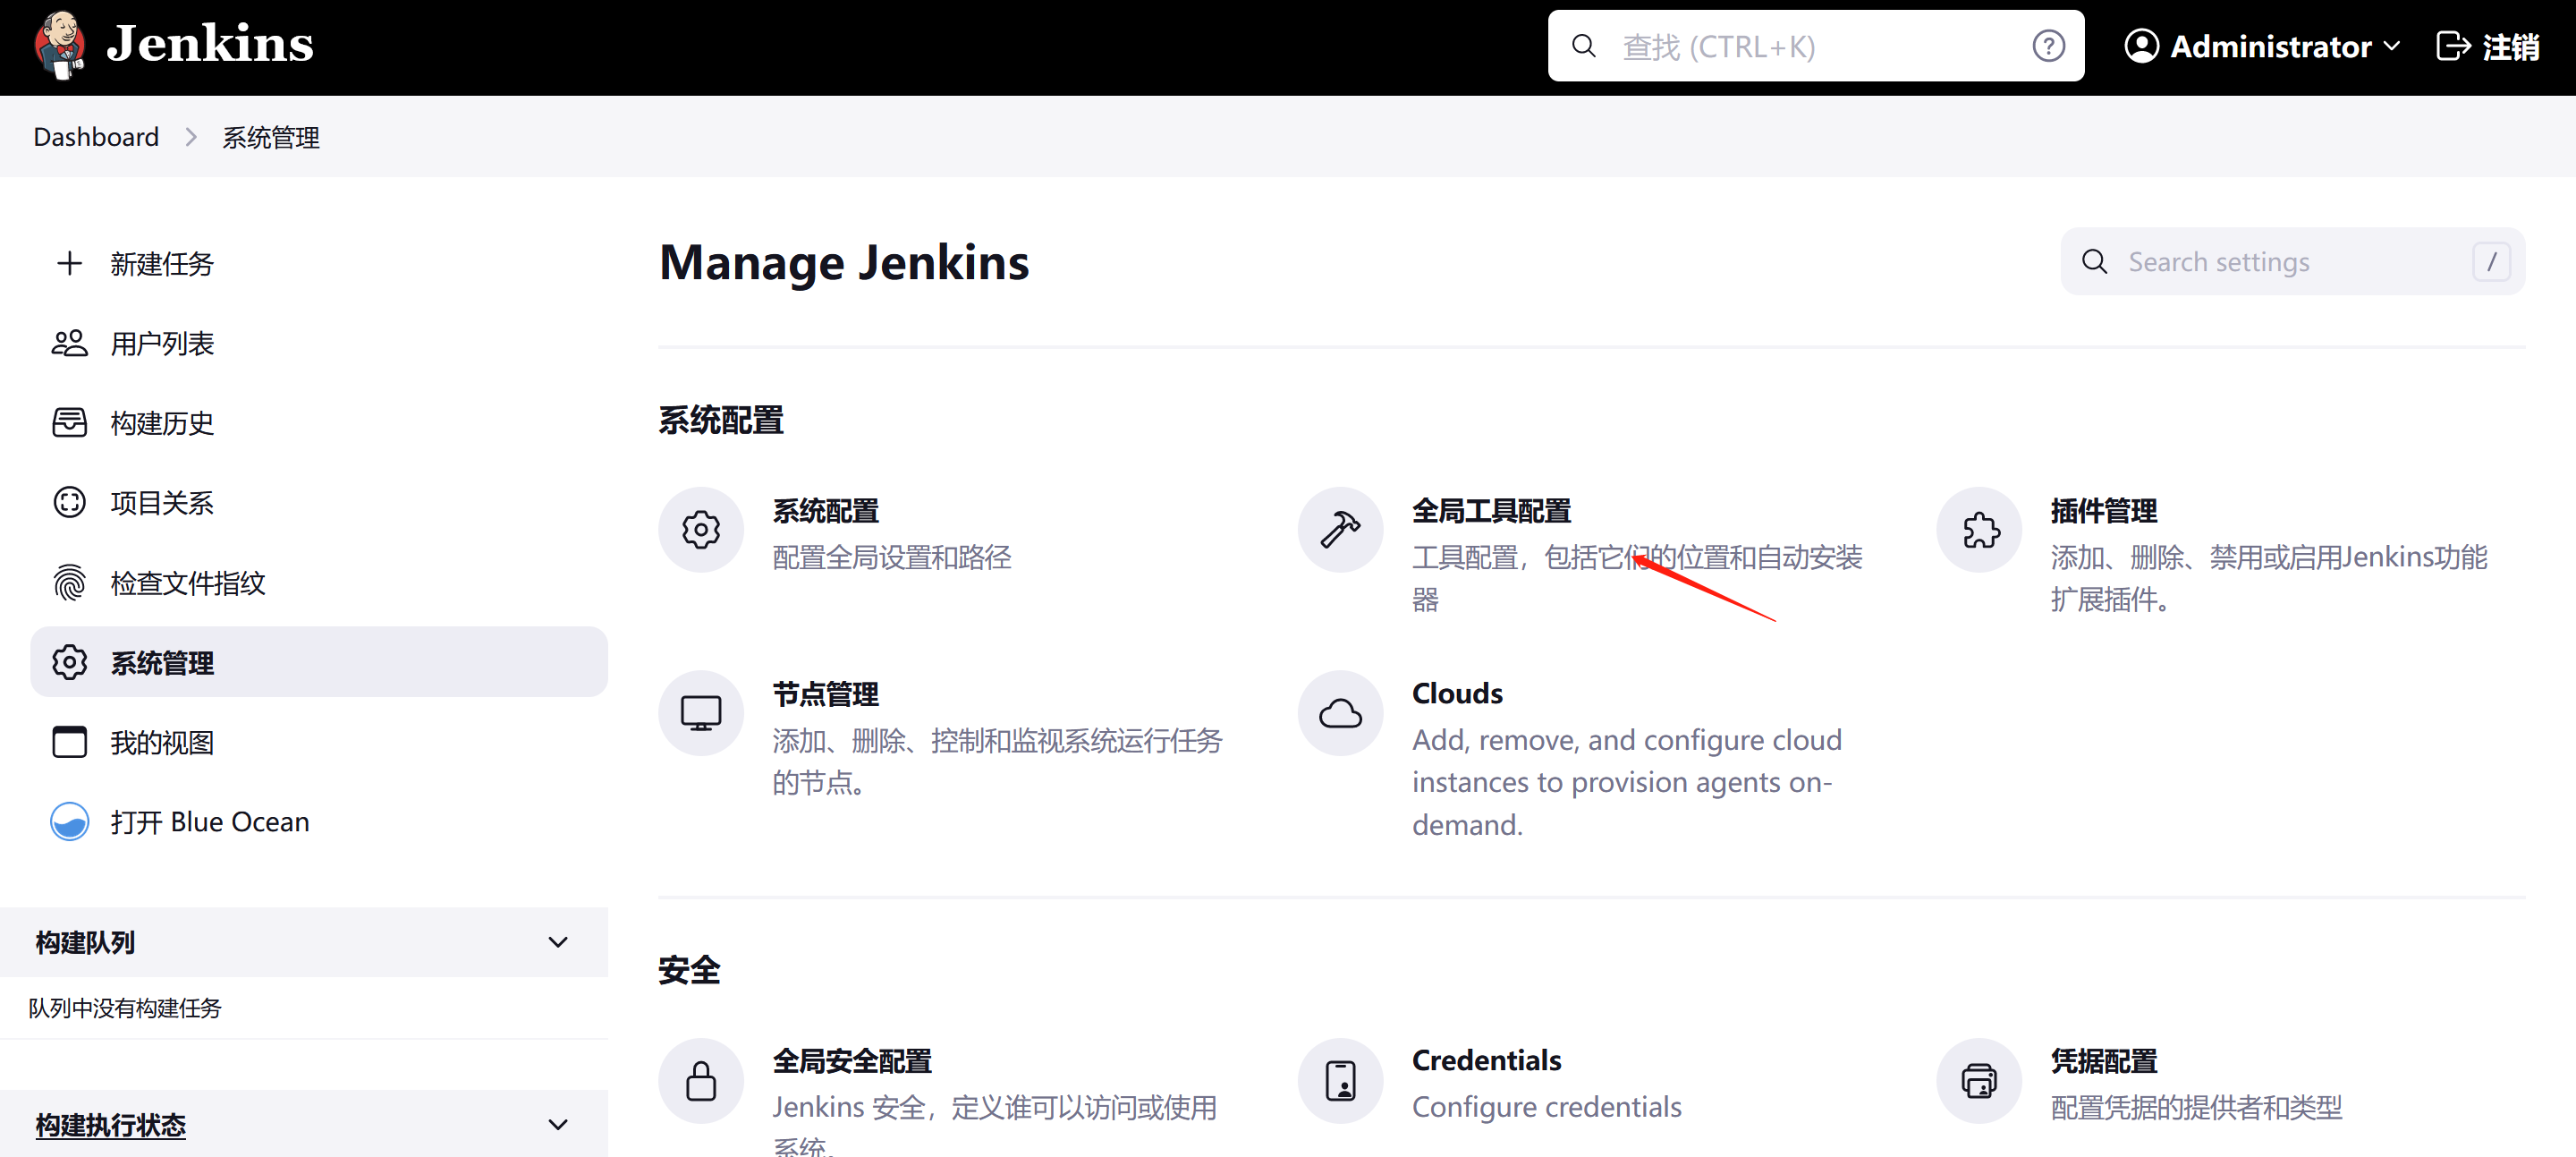 Jenkins
查找 (CTRL+K)
Administrator
注销
Dashboard
系统管理
新建任务
用户列表
构建历史
项目关系
检查文件指纹
系统管理
我的视图
打开 Blue Ocean
构建队列
队列中没有构建任务
构建执行状态
Manage Jenkins
Search settings
/
系统配置
系统配置
配置全局设置和路径
全局工具配置
工具配置，包括它们的位置和自动安装
器
插件管理
添加、删除、禁用或启用Jenkins功能
扩展插件。
节点管理
添加、删除、控制和监视系统运行任务
的节点。
Clouds
Add, remove, and configure cloud
instances to provision agents on-
demand.
安全
全局安全配置
Jenkins 安全，定义谁可以访问或使用
系统。
Credentials
Configure credentials
凭据配置
配置凭据的提供者和类型